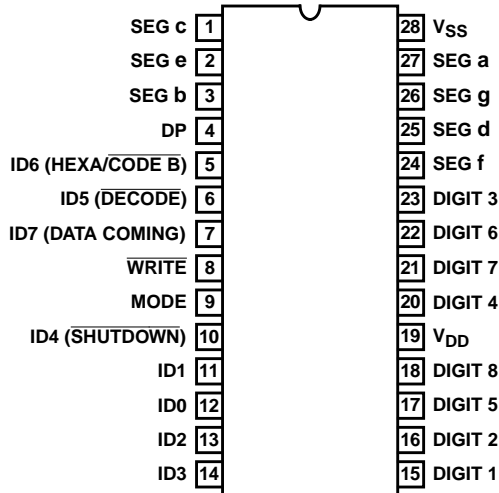 SEG c 1 28 VSS
SEG e 2 27 SEG a
SEG b 3 26 SEG g
DP 4 25 SEG d
ID6 (HEXA/CODE B) 5 24 SEG f
ID5 (DECODE) 6 23 DIGIT 3
ID7 (DATA COMING) 7 22 DIGIT 6
WRITE 8 21 DIGIT 7
MODE 9 20 DIGIT 4
ID4 (SHUTDOWN) 10 19 VDD
ID1 11 18 DIGIT 8
ID0 12 17 DIGIT 5
ID2 13 16 DIGIT 2
ID3 14 15 DIGIT 1